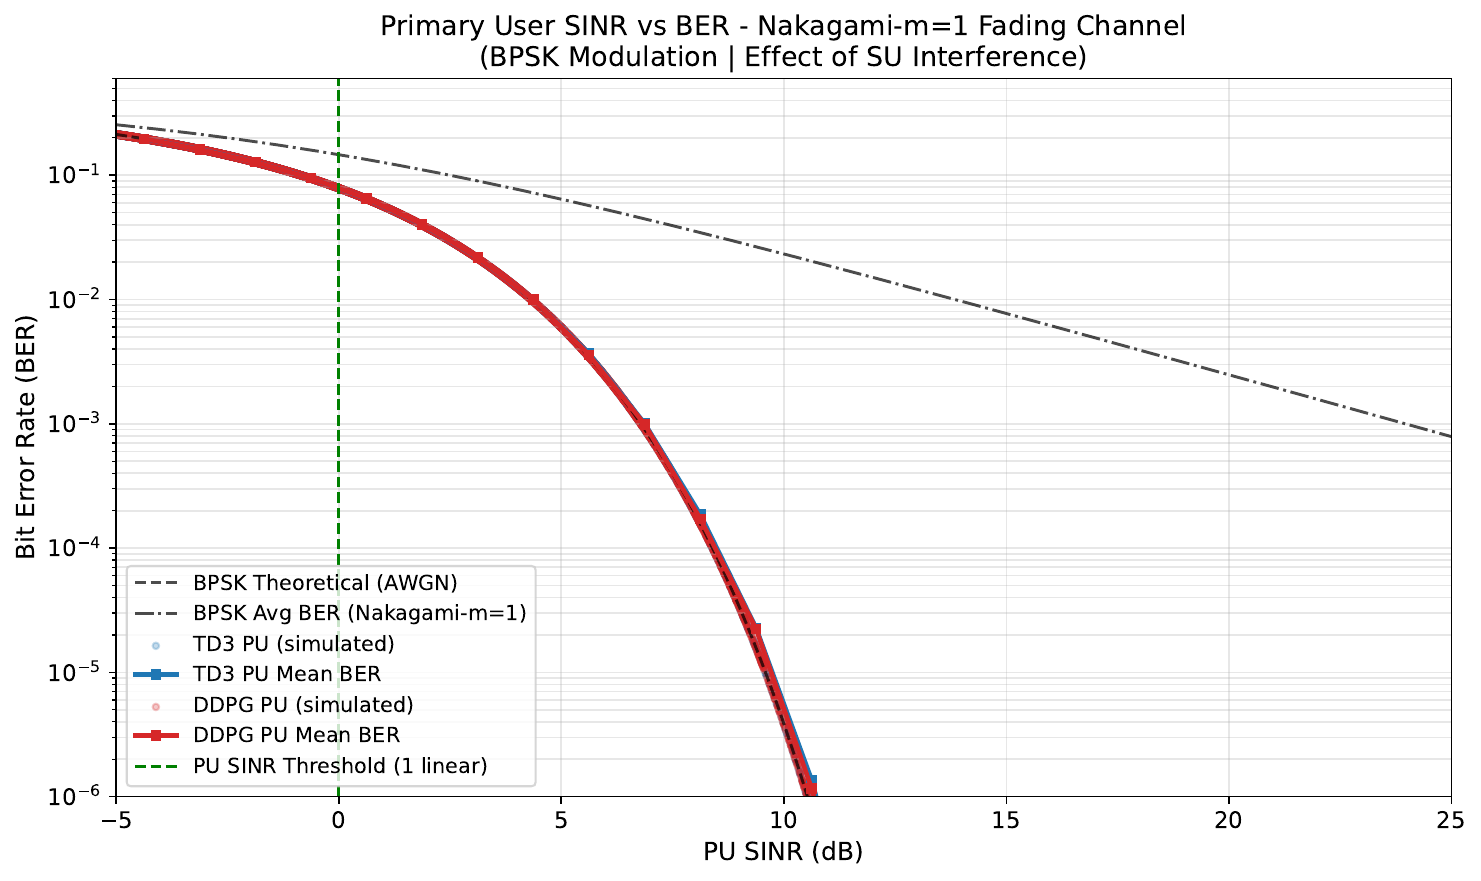 Primary User SINR vs BER - Nakagami-m=1 Fading Channel
(BPSK Modulation | Effect of SU Interference)
Bit Error Rate (BER)
10⁻¹
10⁻²
10⁻³
10⁻⁴
10⁻⁵
10⁻⁶
BPSK Theoretical (AWGN)
BPSK Avg BER (Nakagami-m=1)
TD3 PU (simulated)
TD3 PU Mean BER
DDPG PU (simulated)
DDPG PU Mean BER
PU SINR Threshold (1 linear)
−5 0 5 10 15 20 25
PU SINR (dB)